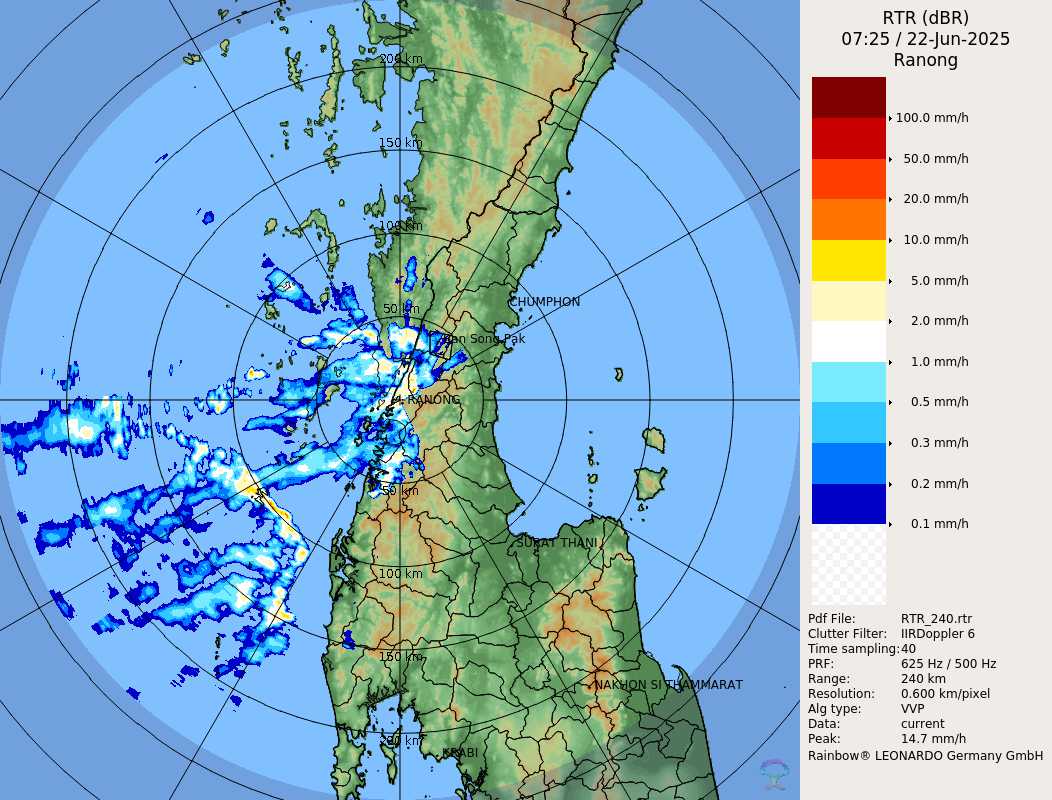 RTR (dBR)
07:25 / 22-Jun-2025
Ranong
100.0 mm/h
50.0 mm/h
20.0 mm/h
10.0 mm/h
5.0 mm/h
2.0 mm/h
1.0 mm/h
0.5 mm/h
0.3 mm/h
0.2 mm/h
0.1 mm/h
Pdf File: RTR_240.rtr
Clutter Filter: IIRDoppler 6
Time sampling: 40
PRF: 625 Hz / 500 Hz
Range: 240 km
Resolution: 0.600 km/pixel
Alg type: VVP
Data: current
Peak: 14.7 mm/h
Rainbow® LEONARDO Germany GmbH
200 km
150 km
100 km
CHUMPHON
50 km
Ban Song Pak
RANONG
50 km
SURAT THANI
100 km
150 km
NAKHON SI THAMMARAT
200 km
KRABI